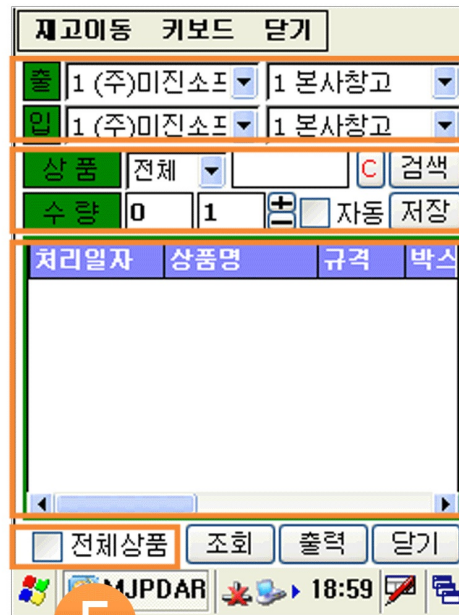 재고이동 키보드 닫기
출 1 (주)미진소프 1 본사창고
입 1 (주)미진소프 1 본사창고
상 품 전체 C 검색
수 량 0 1 자동 저장
처리일자 상품명 규격 박스
전체상품 조회 출력 닫기
MJPDAR 18:59
5